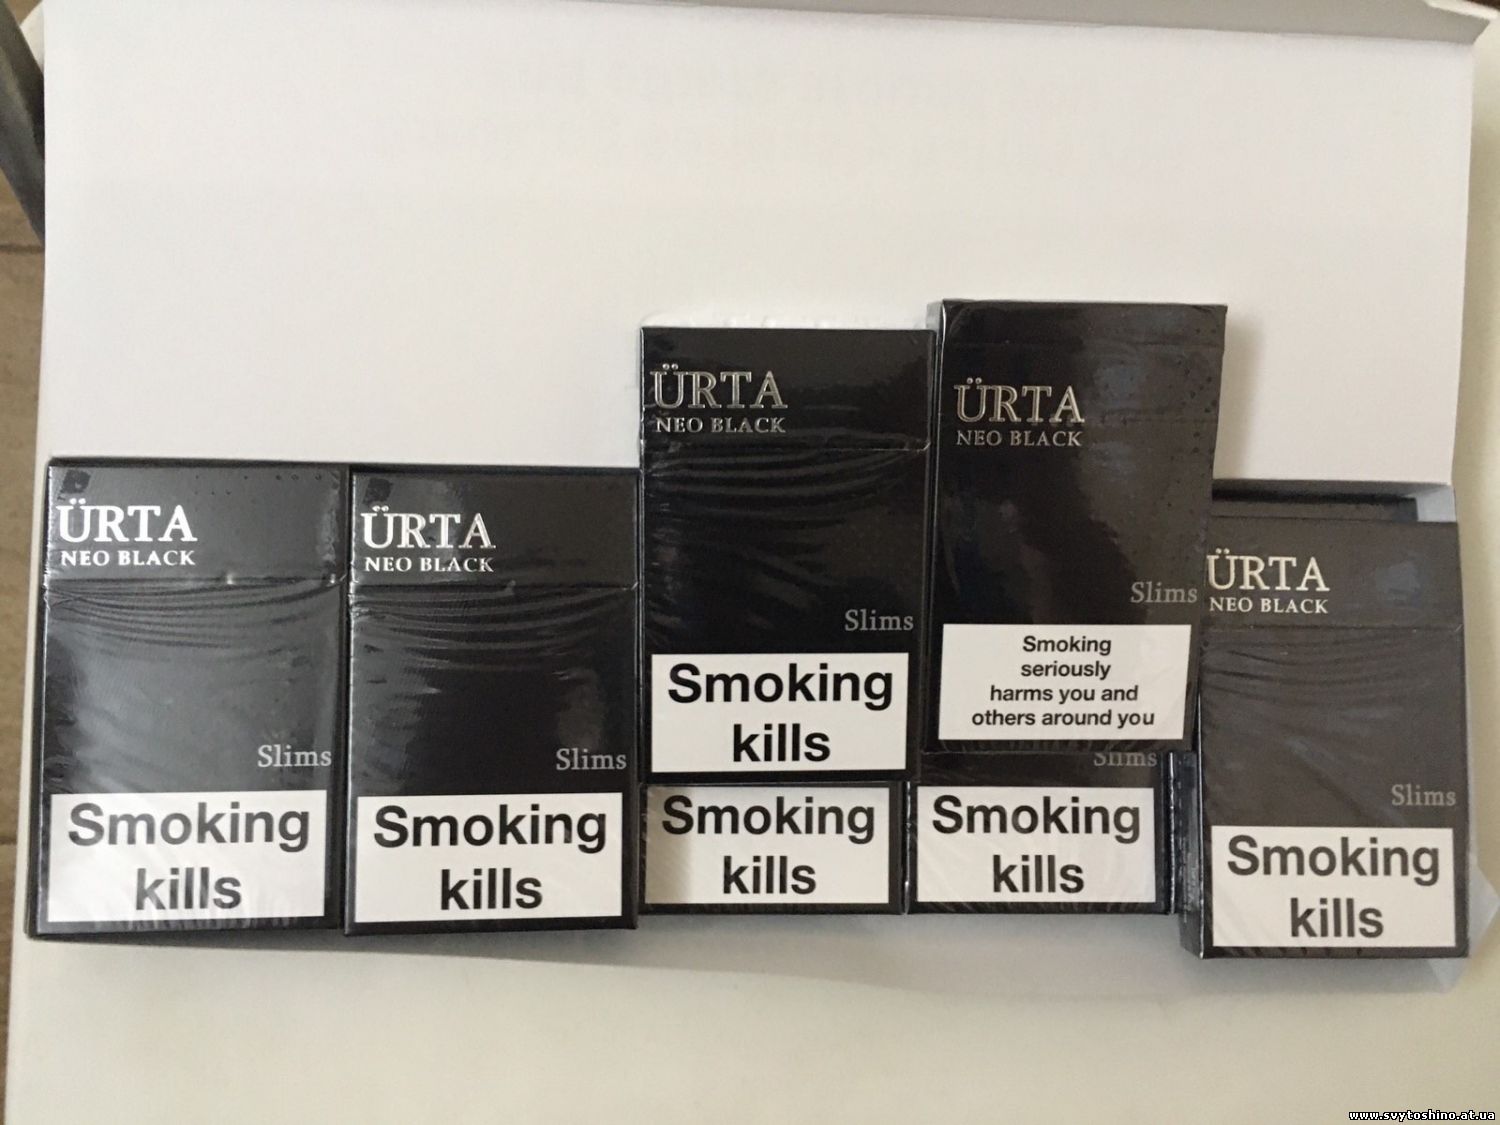 ÜRTA
NEO BLACK
Slims
Smoking
kills
ÜRTA
NEO BLACK
Slims
Smoking
kills
ÜRTA
NEO BLACK
Slims
Smoking
kills
Smoking
kills
ÜRTA
NEO BLACK
Slims
Smoking
seriously
harms you and
others around you
Slims
Smoking
kills
ÜRTA
NEO BLACK
Slims
Smoking
kills
www.svytoshino.at.ua